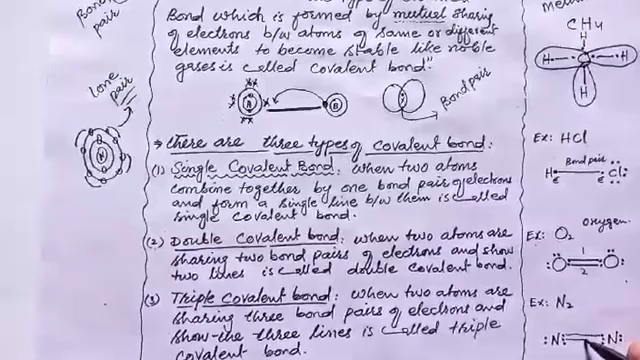 Bond pair
Bond which is formed by mutual sharing
of electrons b/w atoms of same or different
elements to become stable like noble
gases is called covalent bond"
lone
pair
Bond pair
→ There are three types of covalent bond:
(1) Single Covalent Bond: when two atoms
combine together by one bond pair of electrons
and form a single line b/w them is called
single covalent bond.
(2) Double Covalent bond: when two atoms are
sharing two bond pairs of electrons and show
two lines is called double covalent bond.
(3) Triple Covalent bond: when two atoms are
sharing three bond pairs of electrons and
show the three lines is called triple
covalent bond.
CH4
H
H
C
H
H
Ex: HCl
Bond pair
H Cl
oxygen
Ex: O2
1
O O
2
Ex: N2
N N